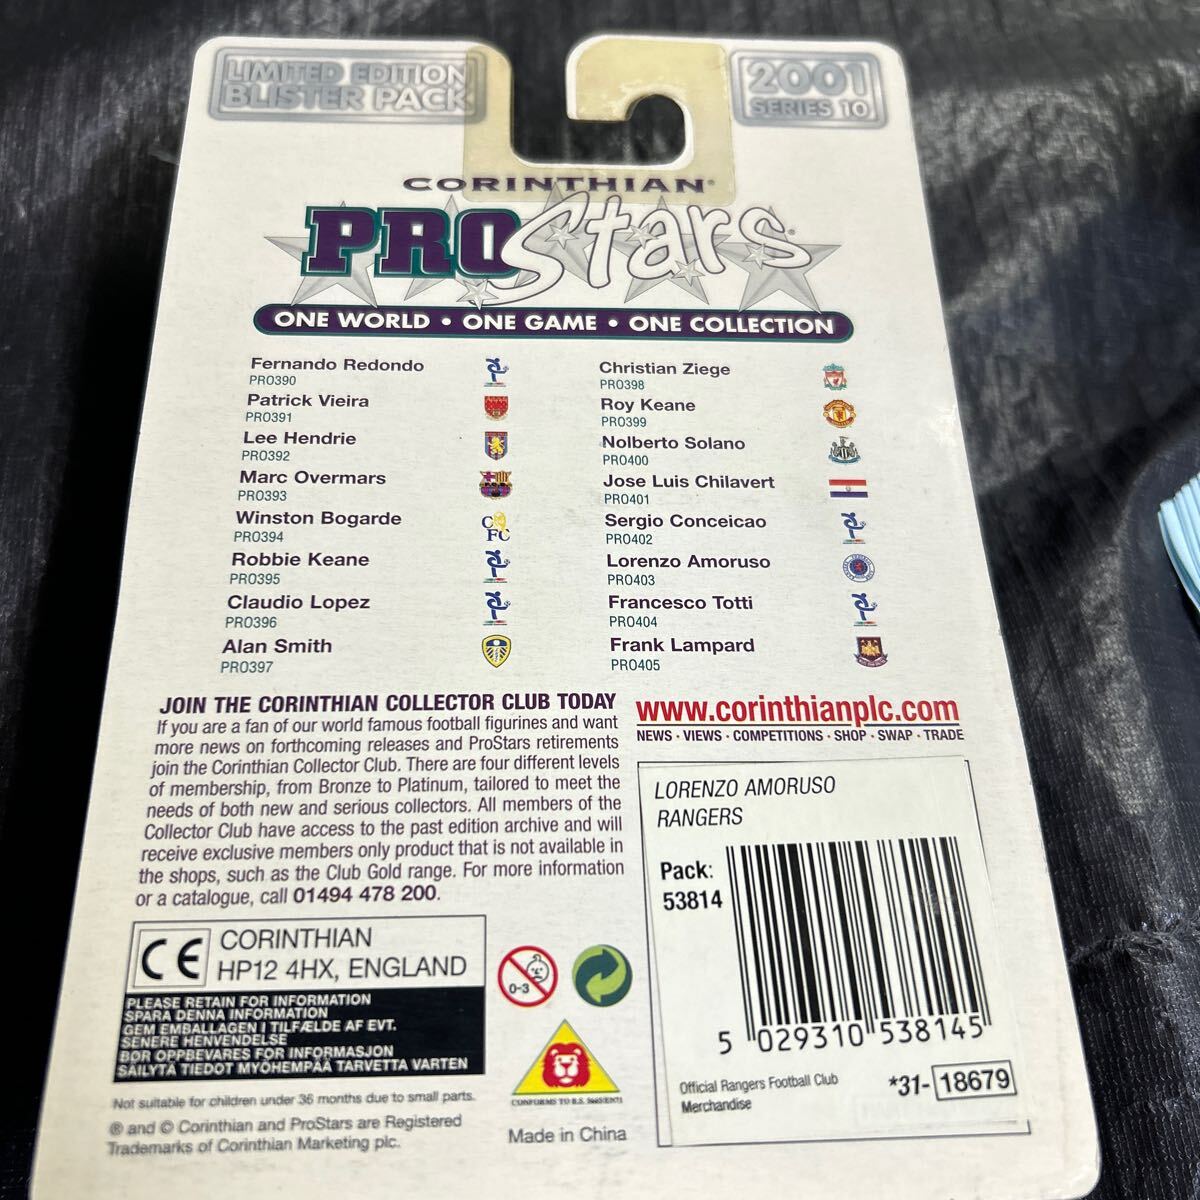 LIMITED EDITION
BLISTER PACK
2001
SERIES 10
CORINTHIAN®
PROStars
ONE WORLD • ONE GAME • ONE COLLECTION
Fernando Redondo
PRO390
Patrick Vieira
PRO391
Lee Hendrie
PRO392
Marc Overmars
PRO393
Winston Bogarde
PRO394
CFC
Robbie Keane
PRO395
Claudio Lopez
PRO396
Alan Smith
PRO397
Christian Ziege
PRO398
Roy Keane
PRO399
Nolberto Solano
PRO400
Jose Luis Chilavert
PRO401
Sergio Conceicao
PRO402
Lorenzo Amoruso
PRO403
Francesco Totti
PRO404
Frank Lampard
PRO405
JOIN THE CORINTHIAN COLLECTOR CLUB TODAY
If you are a fan of our world famous football figurines and want
more news on forthcoming releases and ProStars retirements
join the Corinthian Collector Club. There are four different levels
of membership, from Bronze to Platinum, tailored to meet the
needs of both new and serious collectors. All members of the
Collector Club have access to the past edition archive and will
receive exclusive members only product that is not available in
the shops, such as the Club Gold range. For more information
or a catalogue, call 01494 478 200.
www.corinthianplc.com
NEWS · VIEWS · COMPETITIONS · SHOP · SWAP · TRADE
LORENZO AMORUSO
RANGERS
Pack:
53814
5 029310 538145
Official Rangers Football Club
Merchandise
*31- 18679
CE
CORINTHIAN
HP12 4HX, ENGLAND
PLEASE RETAIN FOR INFORMATION
SPARA DENNA INFORMATION
GEM EMBALLAGEN I TILFÆLDE AF EVT.
SENERE HENVENDELSE
BØR OPPBEVARES FOR INFORMASJON
SÄILYTÄ TIEDOT MYÖHEMPÄÄ TARVETTA VARTEN
0-3
CONFORMS TO B.S. 5665/EN71
Made in China
Not suitable for children under 36 months due to small parts.
® and © Corinthian and ProStars are Registered
Trademarks of Corinthian Marketing plc.